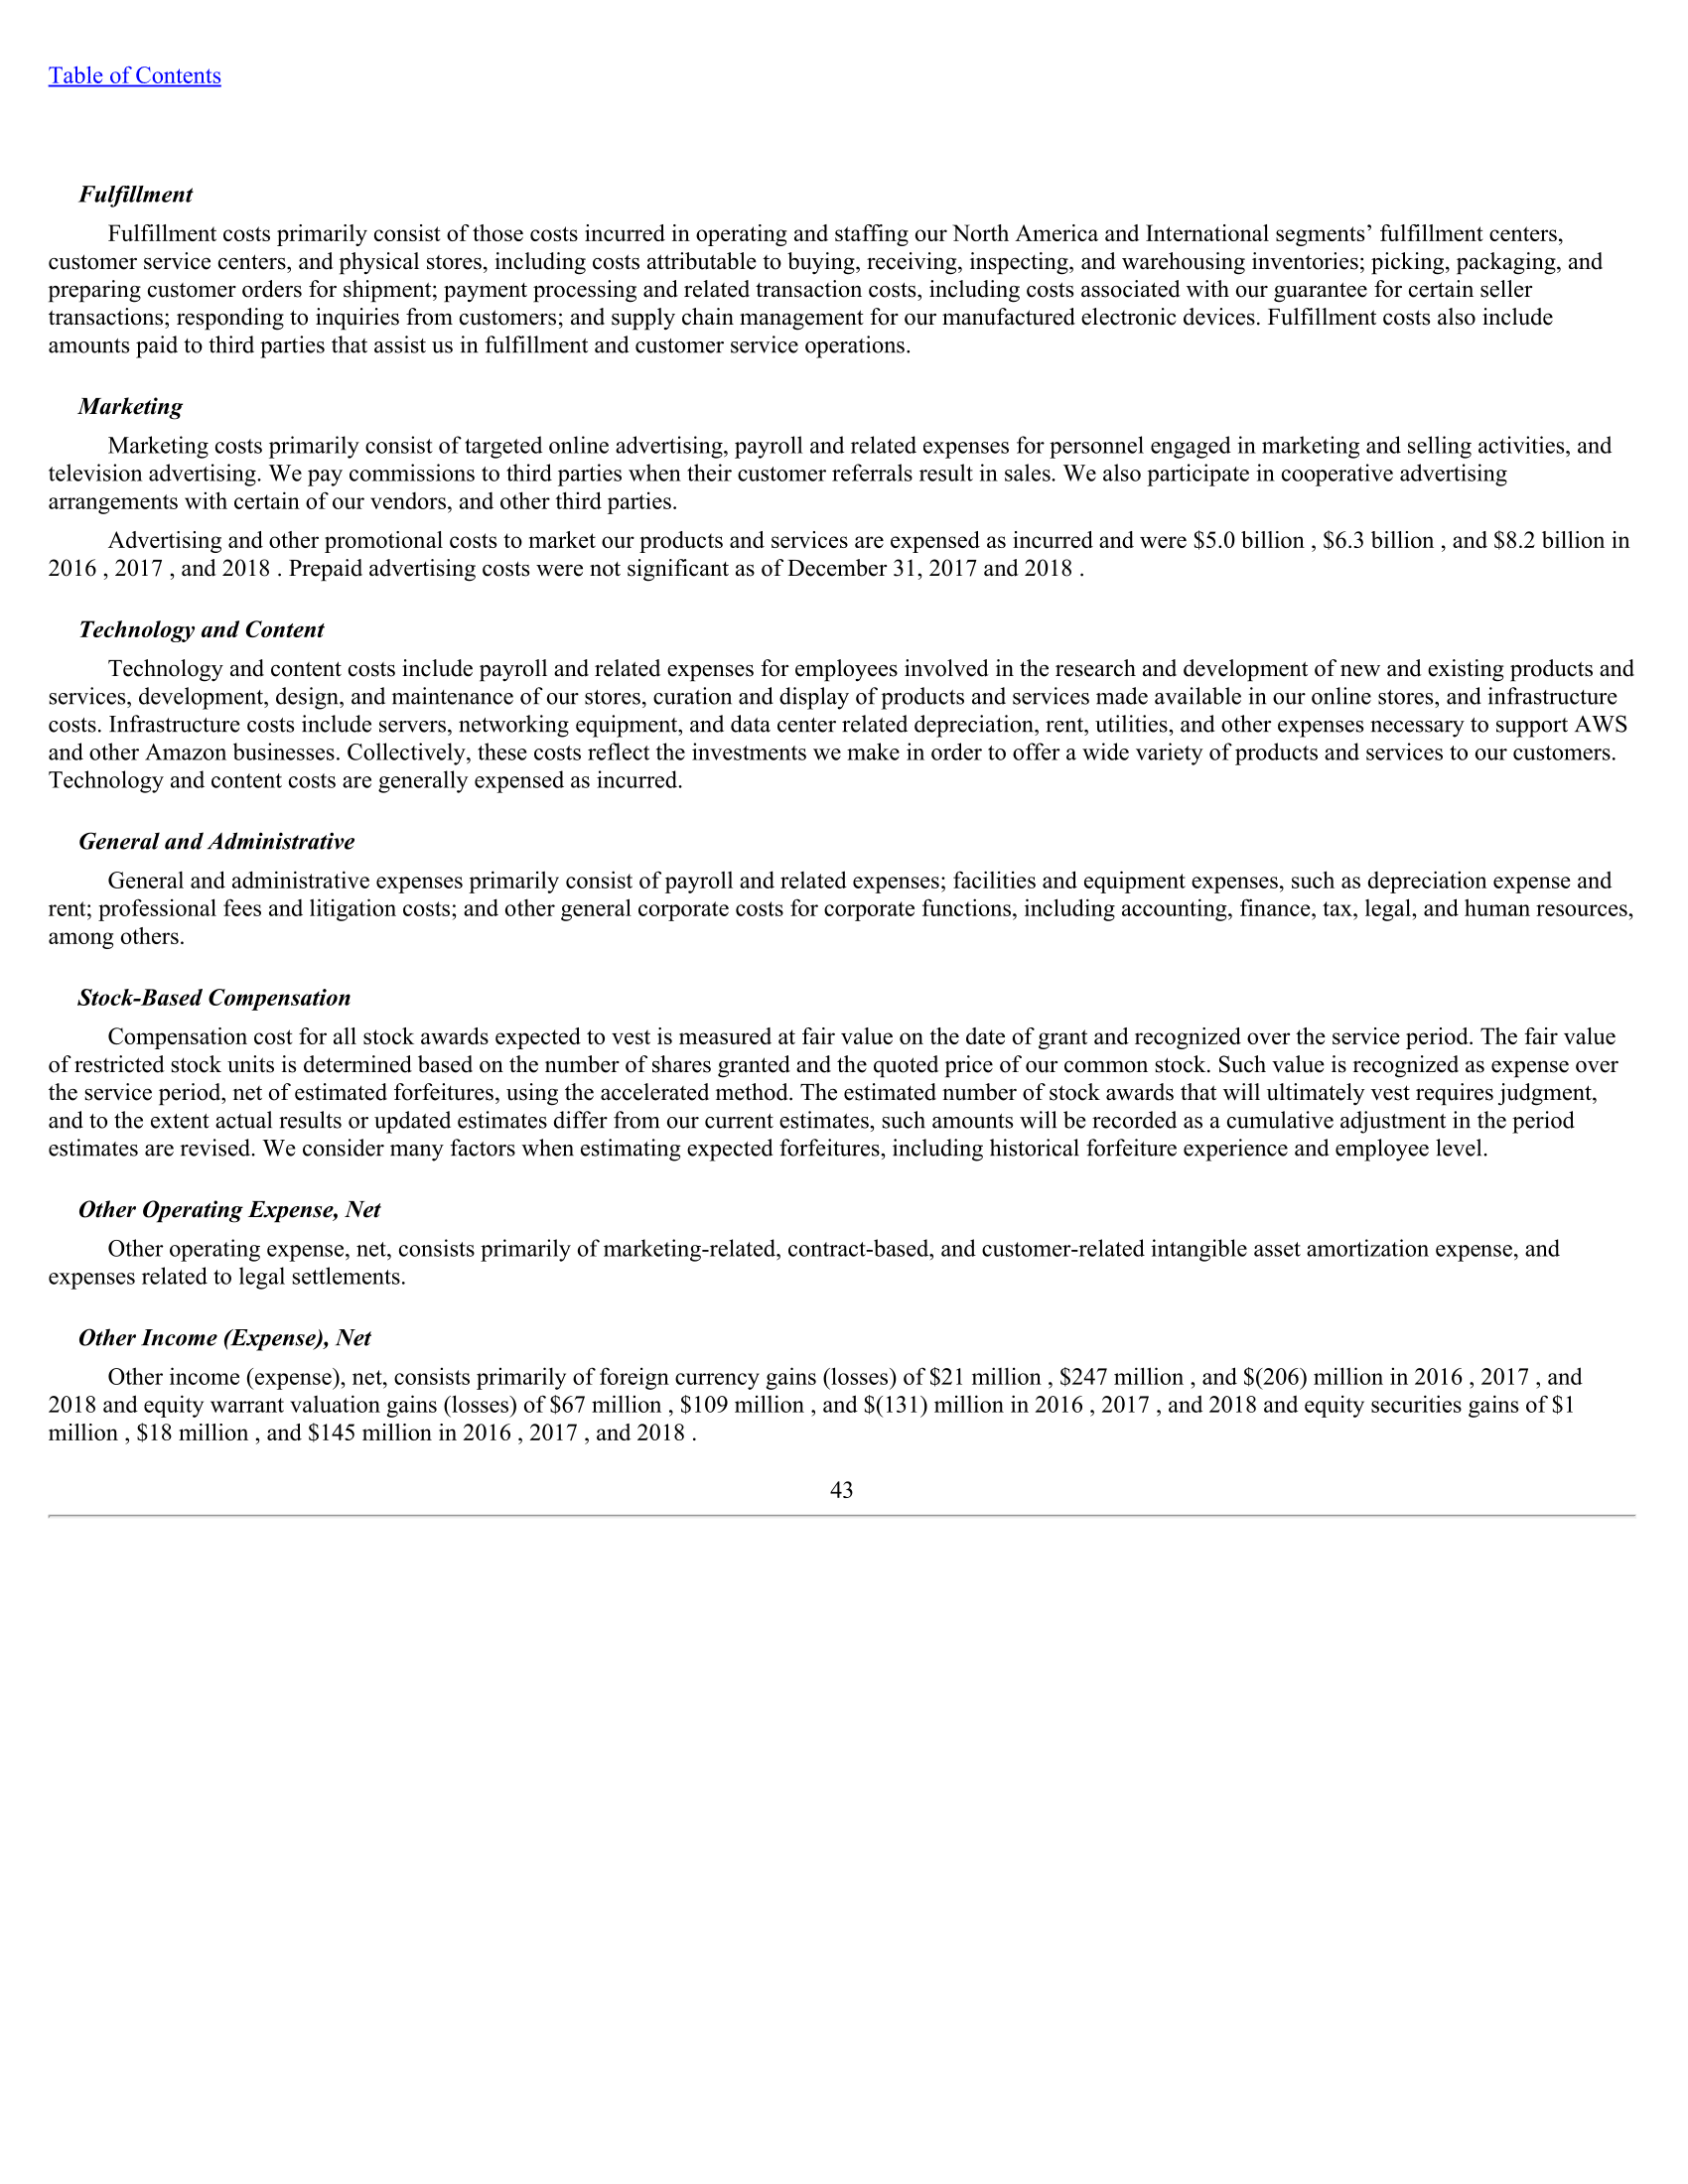 Table of Contents
Fulfillment
Fulfillment costs primarily consist of those costs incurred in operating and staffing our North America and International segments’ fulfillment centers,
customer service centers, and physical stores, including costs attributable to buying, receiving, inspecting, and warehousing inventories; picking, packaging, and
preparing customer orders for shipment; payment processing and related transaction costs, including costs associated with our guarantee for certain seller
transactions; responding to inquiries from customers; and supply chain management for our manufactured electronic devices. Fulfillment costs also include
amounts paid to third parties that assist us in fulfillment and customer service operations.
Marketing
Marketing costs primarily consist of targeted online advertising, payroll and related expenses for personnel engaged in marketing and selling activities, and
television advertising. We pay commissions to third parties when their customer referrals result in sales. We also participate in cooperative advertising
arrangements with certain of our vendors, and other third parties.
Advertising and other promotional costs to market our products and services are expensed as incurred and were $5.0 billion , $6.3 billion , and $8.2 billion in
2016 , 2017 , and 2018 . Prepaid advertising costs were not significant as of December 31, 2017 and 2018 .
Technology and Content
Technology and content costs include payroll and related expenses for employees involved in the research and development of new and existing products and
services, development, design, and maintenance of our stores, curation and display of products and services made available in our online stores, and infrastructure
costs. Infrastructure costs include servers, networking equipment, and data center related depreciation, rent, utilities, and other expenses necessary to support AWS
and other Amazon businesses. Collectively, these costs reflect the investments we make in order to offer a wide variety of products and services to our customers.
Technology and content costs are generally expensed as incurred.
General and Administrative
General and administrative expenses primarily consist of payroll and related expenses; facilities and equipment expenses, such as depreciation expense and
rent; professional fees and litigation costs; and other general corporate costs for corporate functions, including accounting, finance, tax, legal, and human resources,
among others.
Stock-Based Compensation
Compensation cost for all stock awards expected to vest is measured at fair value on the date of grant and recognized over the service period. The fair value
of restricted stock units is determined based on the number of shares granted and the quoted price of our common stock. Such value is recognized as expense over
the service period, net of estimated forfeitures, using the accelerated method. The estimated number of stock awards that will ultimately vest requires judgment,
and to the extent actual results or updated estimates differ from our current estimates, such amounts will be recorded as a cumulative adjustment in the period
estimates are revised. We consider many factors when estimating expected forfeitures, including historical forfeiture experience and employee level.
Other Operating Expense, Net
Other operating expense, net, consists primarily of marketing-related, contract-based, and customer-related intangible asset amortization expense, and
expenses related to legal settlements.
Other Income (Expense), Net
Other income (expense), net, consists primarily of foreign currency gains (losses) of $21 million , $247 million , and $(206) million in 2016 , 2017 , and
2018 and equity warrant valuation gains (losses) of $67 million , $109 million , and $(131) million in 2016 , 2017 , and 2018 and equity securities gains of $1
million , $18 million , and $145 million in 2016 , 2017 , and 2018 .
43